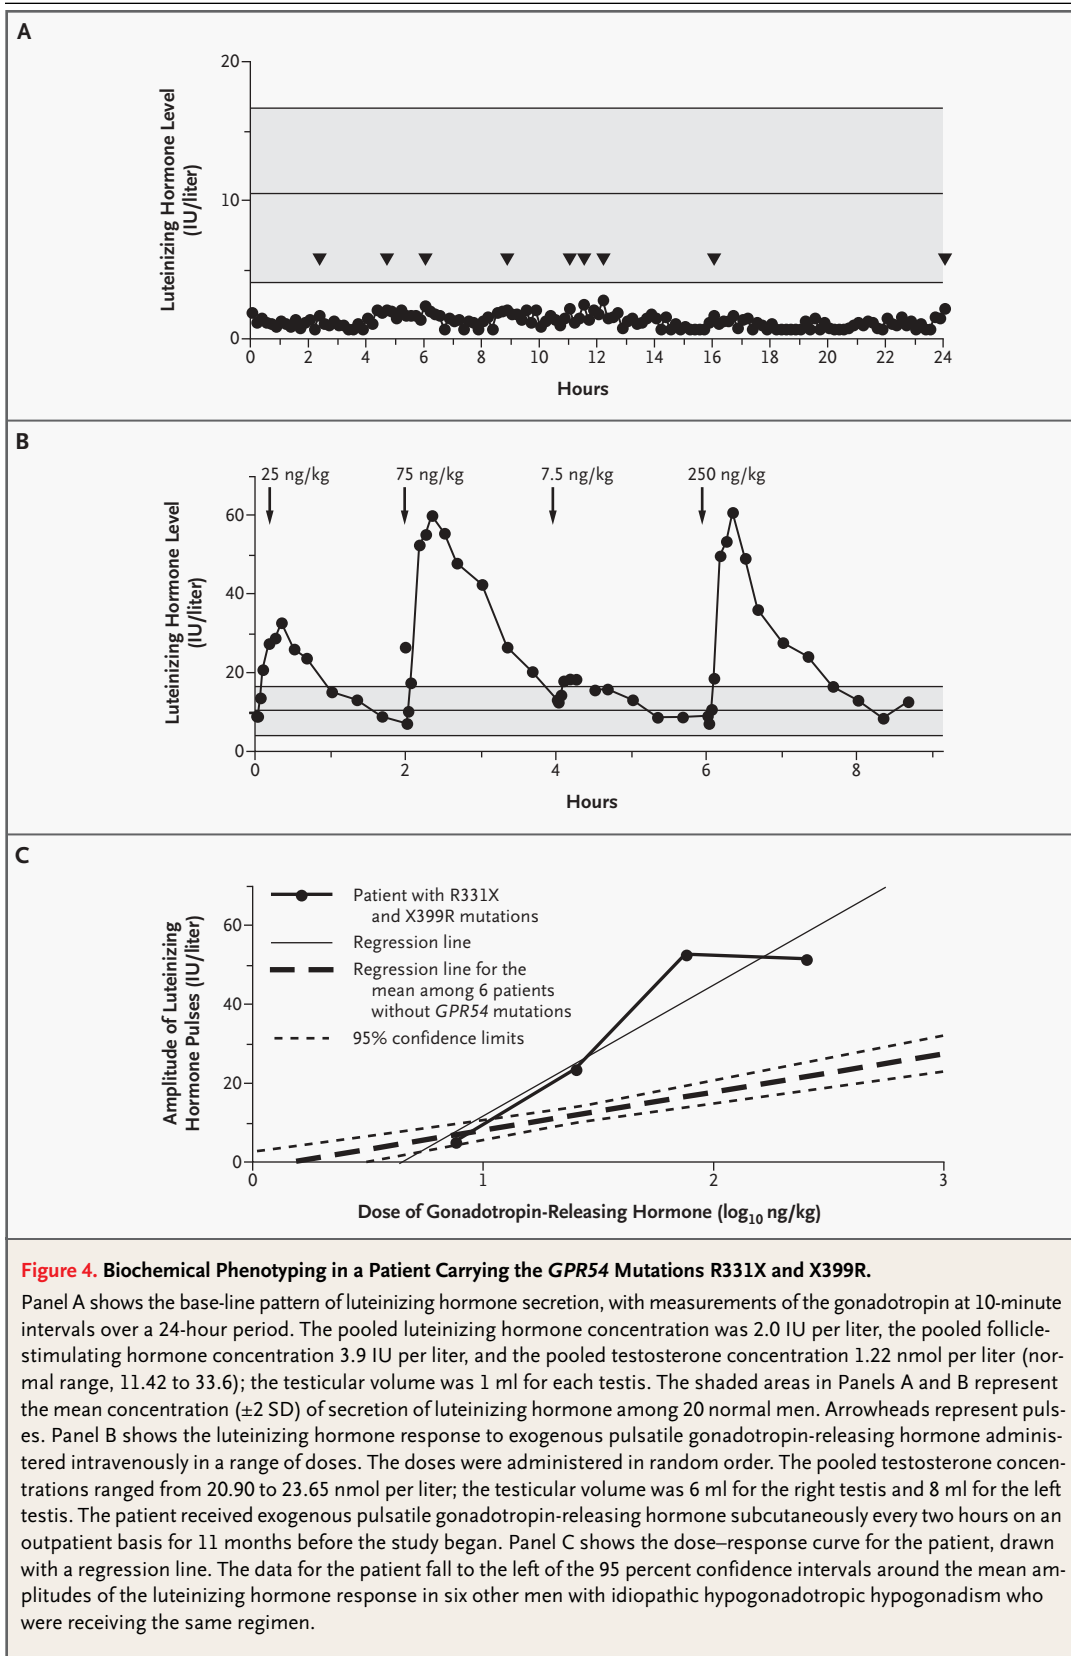 A
20
10
0
Luteinizing Hormone Level
(IU/liter)
0 2 4 6 8 10 12 14 16 18 20 22 24
Hours
B
25 ng/kg 75 ng/kg 7.5 ng/kg 250 ng/kg
60
40
20
0
Luteinizing Hormone Level
(IU/liter)
0 2 4 6 8
Hours
C
Patient with R331X
and X399R mutations
Regression line
Regression line for the
mean among 6 patients
without GPR54 mutations
95% confidence limits
60
40
20
0
Amplitude of Luteinizing
Hormone Pulses (IU/liter)
0 1 2 3
Dose of Gonadotropin-Releasing Hormone (log10 ng/kg)
Figure 4. Biochemical Phenotyping in a Patient Carrying the GPR54 Mutations R331X and X399R.
Panel A shows the base-line pattern of luteinizing hormone secretion, with measurements of the gonadotropin at 10-minute
intervals over a 24-hour period. The pooled luteinizing hormone concentration was 2.0 IU per liter, the pooled follicle-
stimulating hormone concentration 3.9 IU per liter, and the pooled testosterone concentration 1.22 nmol per liter (nor-
mal range, 11.42 to 33.6); the testicular volume was 1 ml for each testis. The shaded areas in Panels A and B represent
the mean concentration (±2 SD) of secretion of luteinizing hormone among 20 normal men. Arrowheads represent puls-
es. Panel B shows the luteinizing hormone response to exogenous pulsatile gonadotropin-releasing hormone adminis-
tered intravenously in a range of doses. The doses were administered in random order. The pooled testosterone concen-
trations ranged from 20.90 to 23.65 nmol per liter; the testicular volume was 6 ml for the right testis and 8 ml for the left
testis. The patient received exogenous pulsatile gonadotropin-releasing hormone subcutaneously every two hours on an
outpatient basis for 11 months before the study began. Panel C shows the dose–response curve for the patient, drawn
with a regression line. The data for the patient fall to the left of the 95 percent confidence intervals around the mean am-
plitudes of the luteinizing hormone response in six other men with idiopathic hypogonadotropic hypogonadism who
were receiving the same regimen.